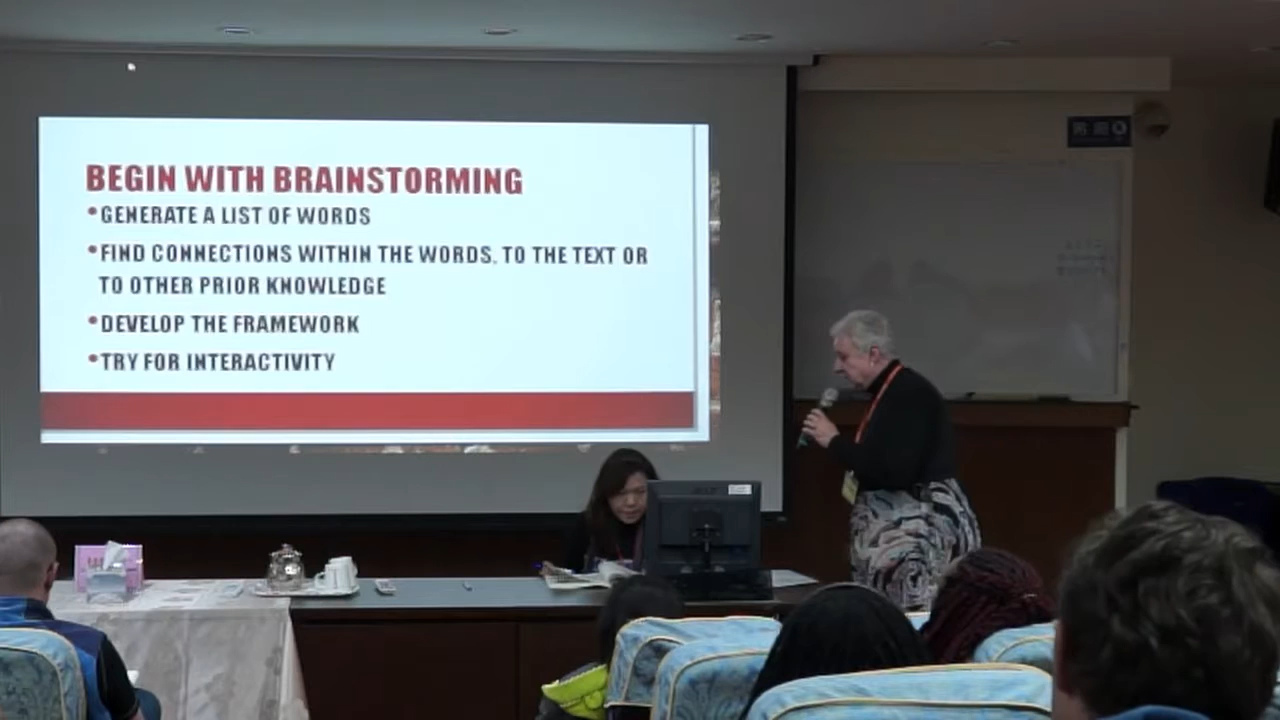 BEGIN WITH BRAINSTORMING
•GENERATE A LIST OF WORDS
•FIND CONNECTIONS WITHIN THE WORDS, TO THE TEXT OR
TO OTHER PRIOR KNOWLEDGE
•DEVELOP THE FRAMEWORK
•TRY FOR INTERACTIVITY